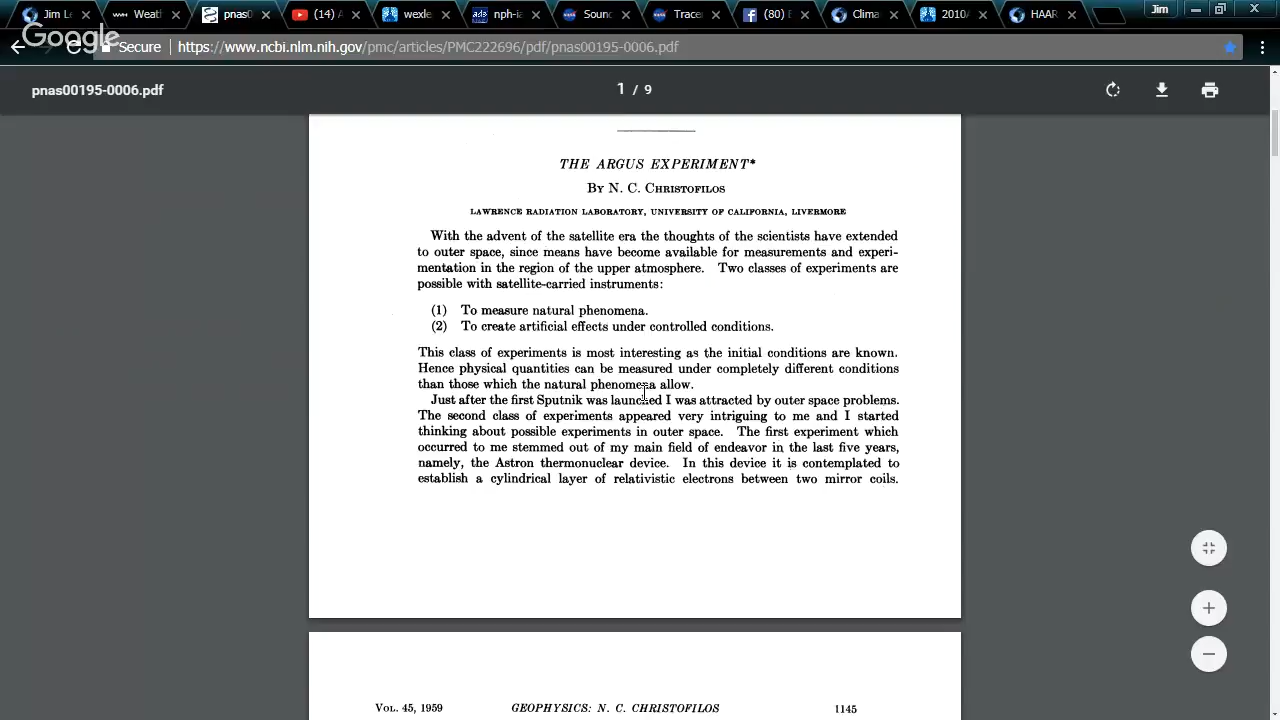 Jim Le
Weath
pnas0
(14) A
wexle
nph-ia
Sounc
Tracer
(80) E
Clima
2010A
HAAR
Jim
Google
Secure
https://www.ncbi.nlm.nih.gov/pmc/articles/PMC222696/pdf/pnas00195-0006.pdf
pnas00195-0006.pdf
1 / 9
THE ARGUS EXPERIMENT*
BY N. C. CHRISTOFILOS
LAWRENCE RADIATION LABORATORY, UNIVERSITY OF CALIFORNIA, LIVERMORE
With the advent of the satellite era the thoughts of the scientists have extended
to outer space, since means have become available for measurements and experi-
mentation in the region of the upper atmosphere. Two classes of experiments are
possible with satellite-carried instruments:
(1) To measure natural phenomena.
(2) To create artificial effects under controlled conditions.
This class of experiments is most interesting as the initial conditions are known.
Hence physical quantities can be measured under completely different conditions
than those which the natural phenomena allow.
Just after the first Sputnik was launched I was attracted by outer space problems.
The second class of experiments appeared very intriguing to me and I started
thinking about possible experiments in outer space. The first experiment which
occurred to me stemmed out of my main field of endeavor in the last five years,
namely, the Astron thermonuclear device. In this device it is contemplated to
establish a cylindrical layer of relativistic electrons between two mirror coils.
VOL. 45, 1959 GEOPHYSICS: N. C. CHRISTOFILOS 1145